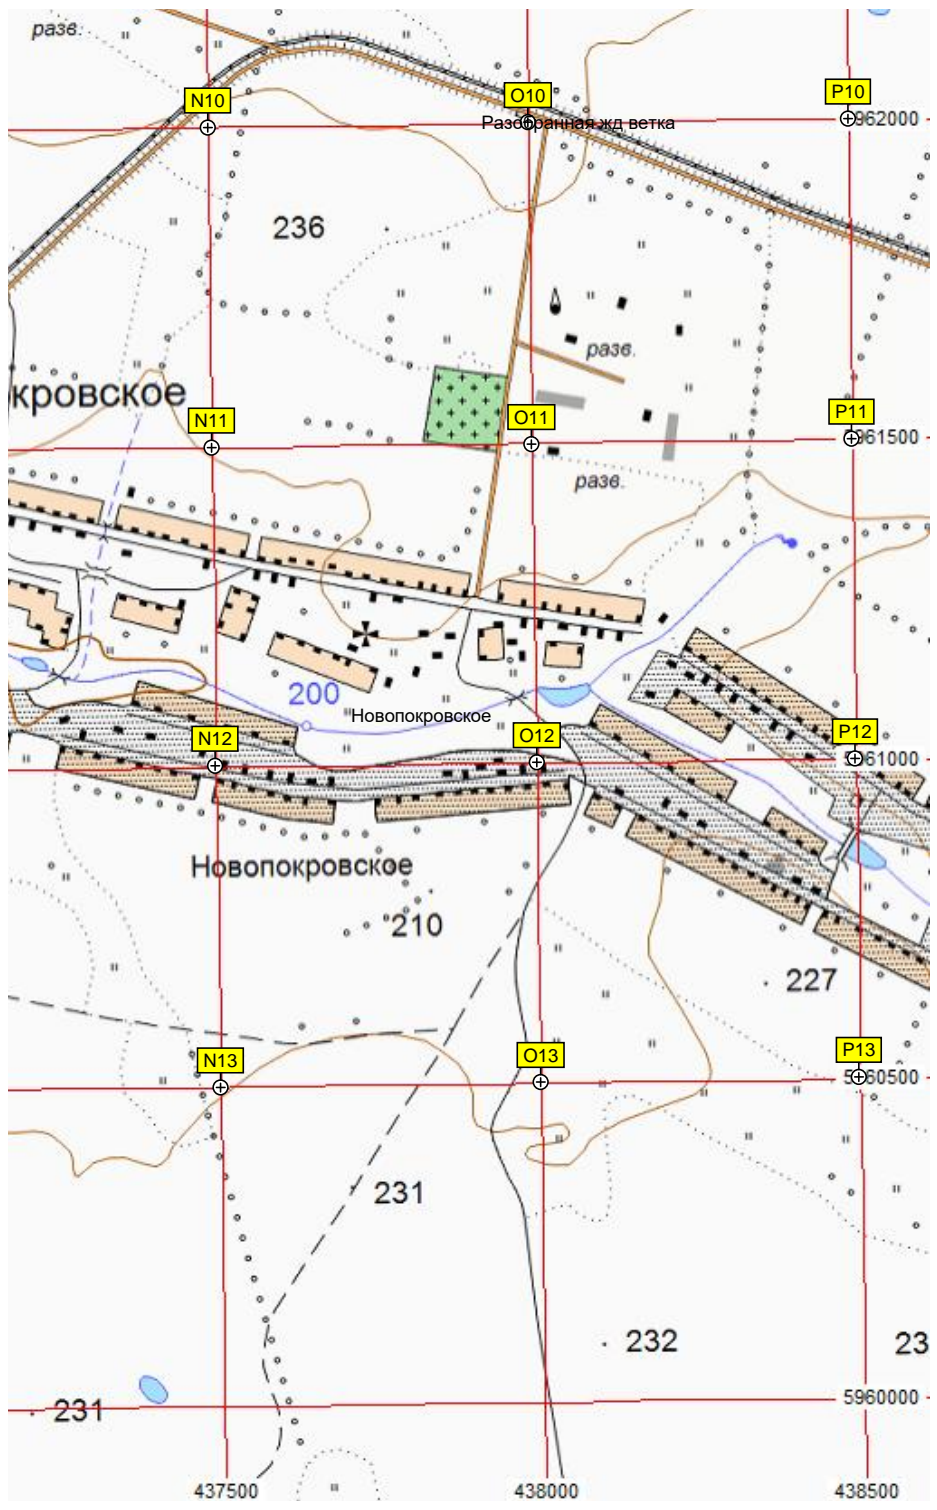 разв.
N10
O10
P10
Разобранная жд ветка
5962000
236
разв.
кровское
N11
O11
P11
5961500
разв.
200
Новопокровское
N12
O12
P12
5961000
Новопокровское
210
227
N13
O13
P13
5960500
231
232
23
231
5960000
437500
438000
438500